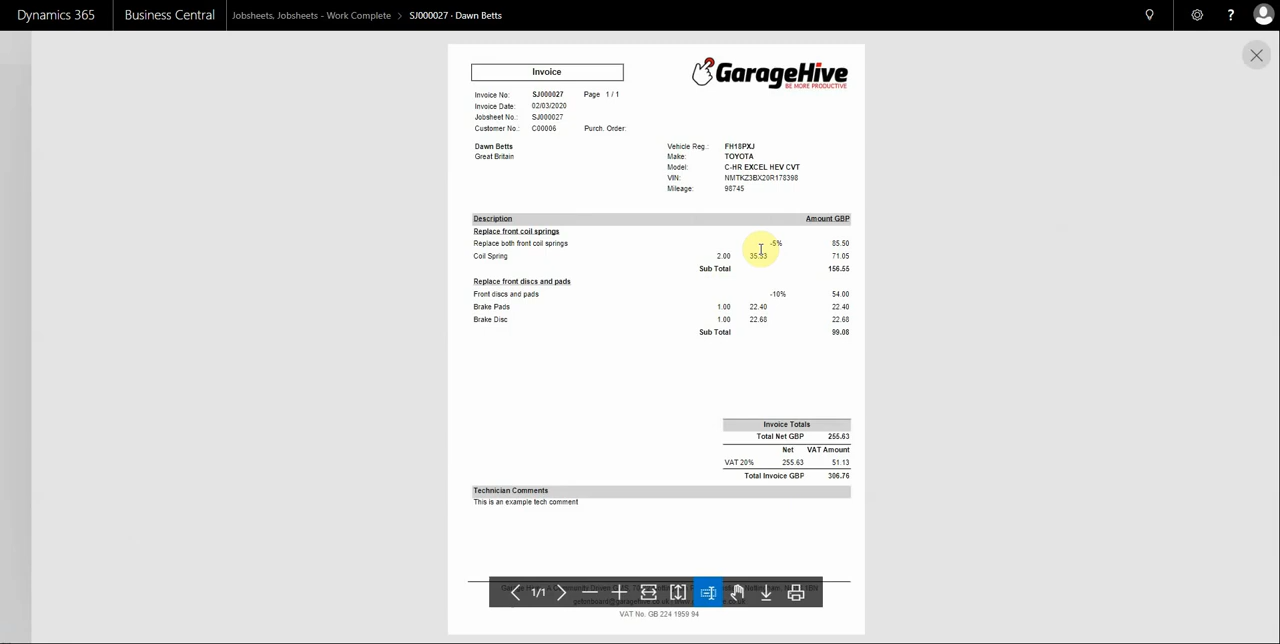 Dynamics 365 Business Central Jobsheets, Jobsheets - Work Complete > SJ000027 · Dawn Betts ?
Invoice
GarageHive
BE MORE PRODUCTIVE
Invoice No: SJ000027 Page 1 / 1
Invoice Date: 02/03/2020
Jobsheet No.: SJ000027
Customer No.: C00006 Purch. Order:
Dawn Betts
Great Britain
Vehicle Reg.: FH18PXJ
Make: TOYOTA
Model: C-HR EXCEL HEV CVT
VIN: NMTKZ3BX20R178398
Mileage: 98745
Description Amount GBP
Replace front coil springs
Replace both front coil springs -5% 85.50
Coil Spring 2.00 71.05
Sub Total 156.55
Replace front discs and pads
Front discs and pads -10% 54.00
Brake Pads 1.00 22.40 22.40
Brake Disc 1.00 22.68 22.68
Sub Total 99.08
Invoice Totals
Total Net GBP 255.63
Net VAT Amount
VAT 20% 255.63 51.13
Total Invoice GBP 306.76
Technician Comments
This is an example tech comment
1/1
VAT No. GB 224 1959 94